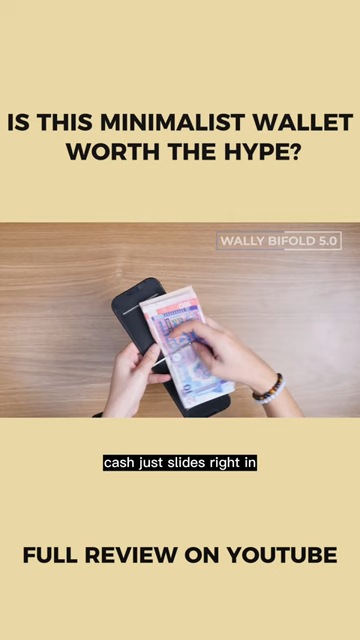 IS THIS MINIMALIST WALLET
WORTH THE HYPE?
WALLY BIFOLD 5.0
cash just slides right in
FULL REVIEW ON YOUTUBE